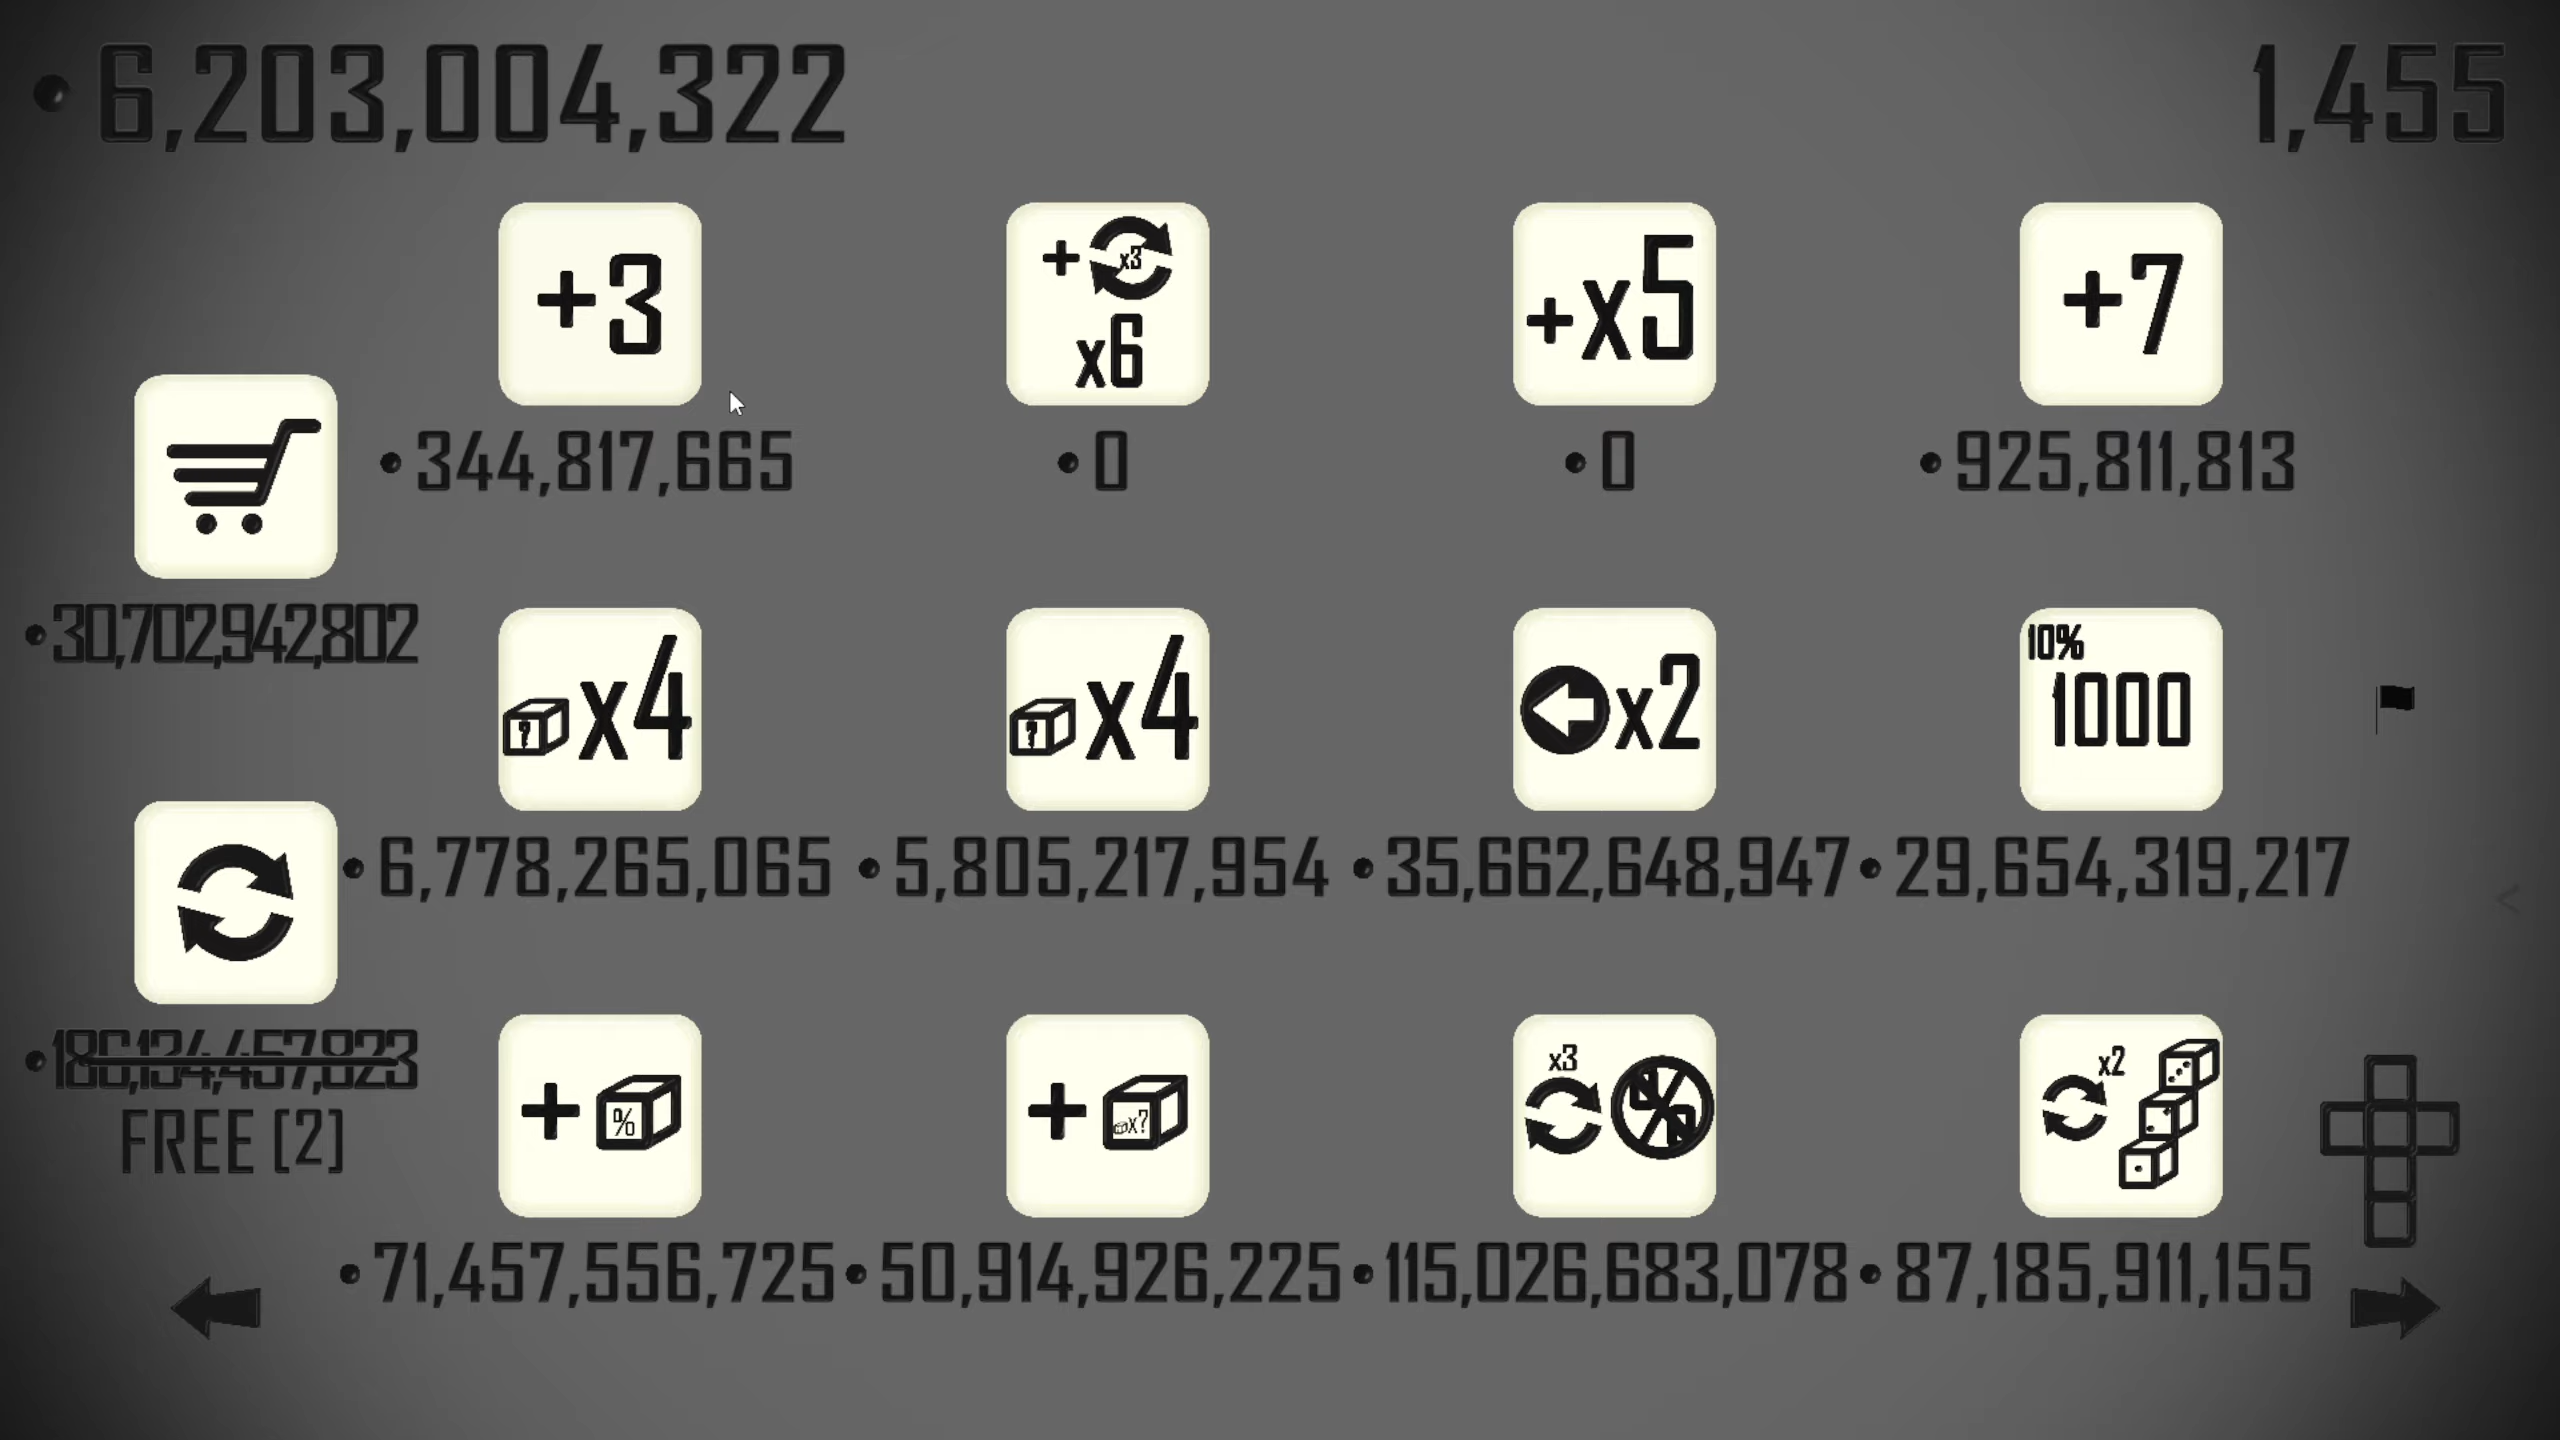 6,203,004,322
1,455
+3
+ x3
x6
+x5
+7
344,817,665
0
0
925,811,813
30,702,942,802
? x4
? x4
x2
10%
1000
6,778,265,065
5,805,217,954
35,662,648,947
29,654,319,217
<
186,134,457,823
FREE [2]
+ %
+ x?
x3
x2
71,457,556,725
50,914,926,225
115,026,683,078
87,185,911,155